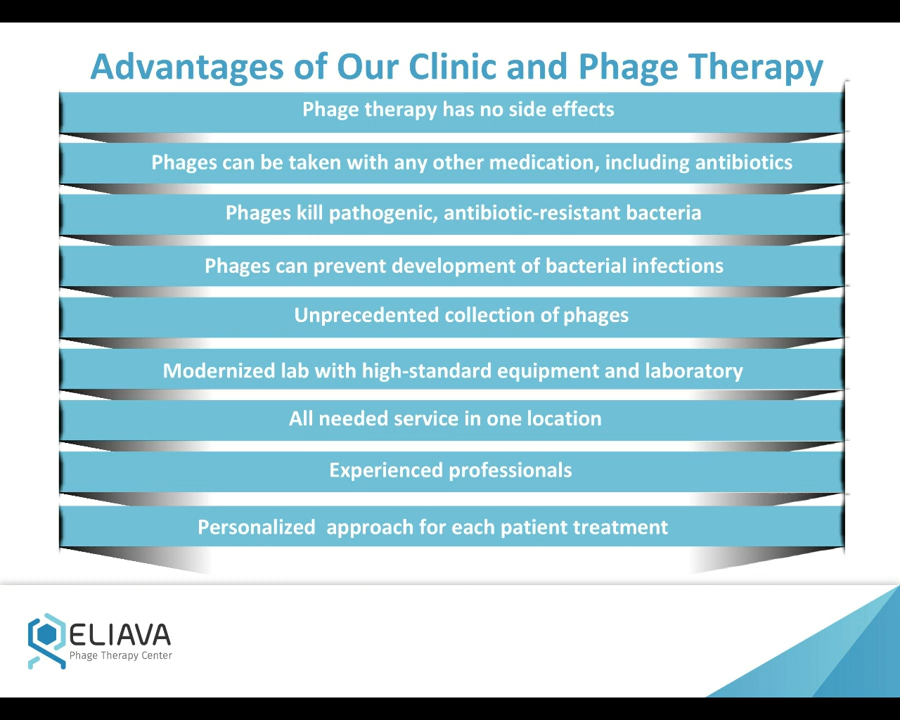 Advantages of Our Clinic and Phage Therapy
Phage therapy has no side effects
Phages can be taken with any other medication, including antibiotics
Phages kill pathogenic, antibiotic-resistant bacteria
Phages can prevent development of bacterial infections
Unprecedented collection of phages
Modernized lab with high-standard equipment and laboratory
All needed service in one location
Experienced professionals
Personalized  approach for each patient treatment
ELIAVA
Phage Therapy Center